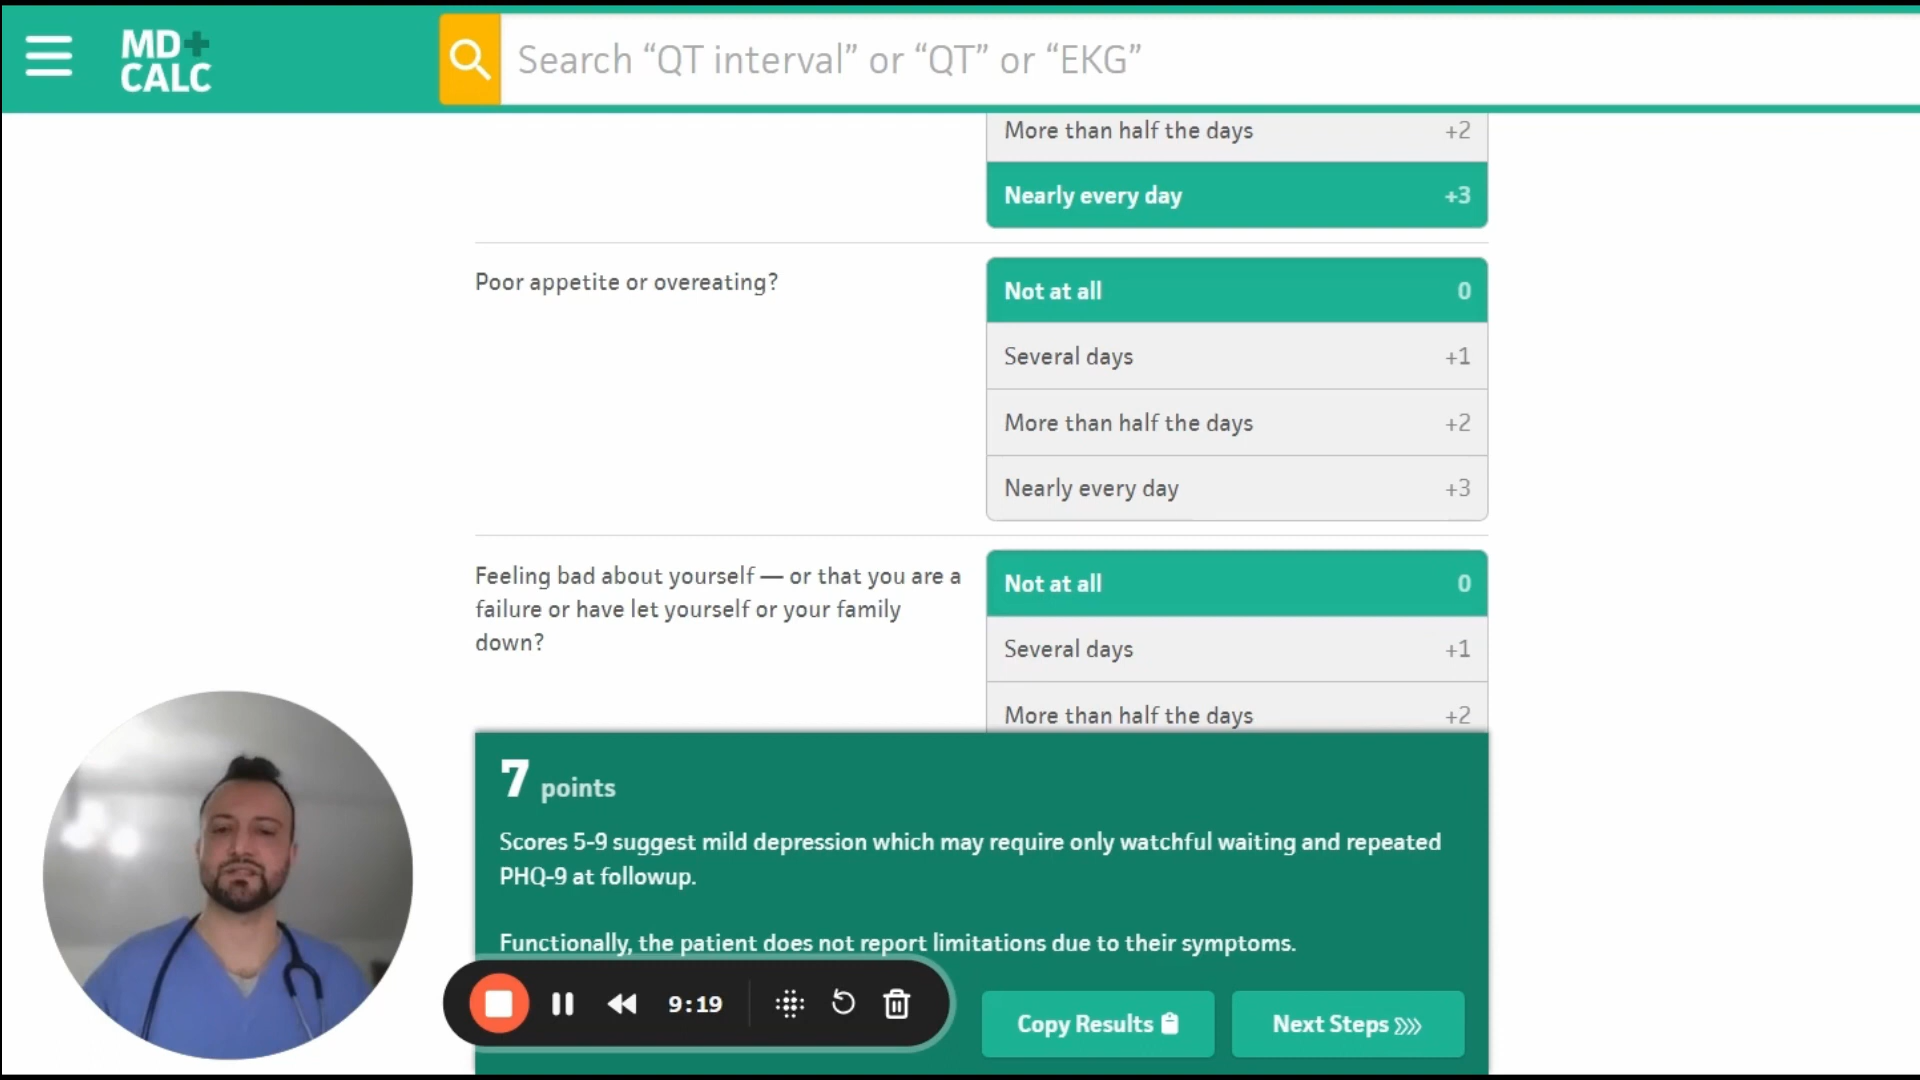 MD+
CALC
Search “QT interval” or “QT” or “EKG”
More than half the days +2
Nearly every day +3
Poor appetite or overeating?
Not at all 0
Several days +1
More than half the days +2
Nearly every day +3
Feeling bad about yourself — or that you are a
failure or have let yourself or your family
down?
Not at all 0
Several days +1
More than half the days +2
7 points
Scores 5-9 suggest mild depression which may require only watchful waiting and repeated
PHQ-9 at followup.
Functionally, the patient does not report limitations due to their symptoms.
9:19
Copy Results
Next Steps